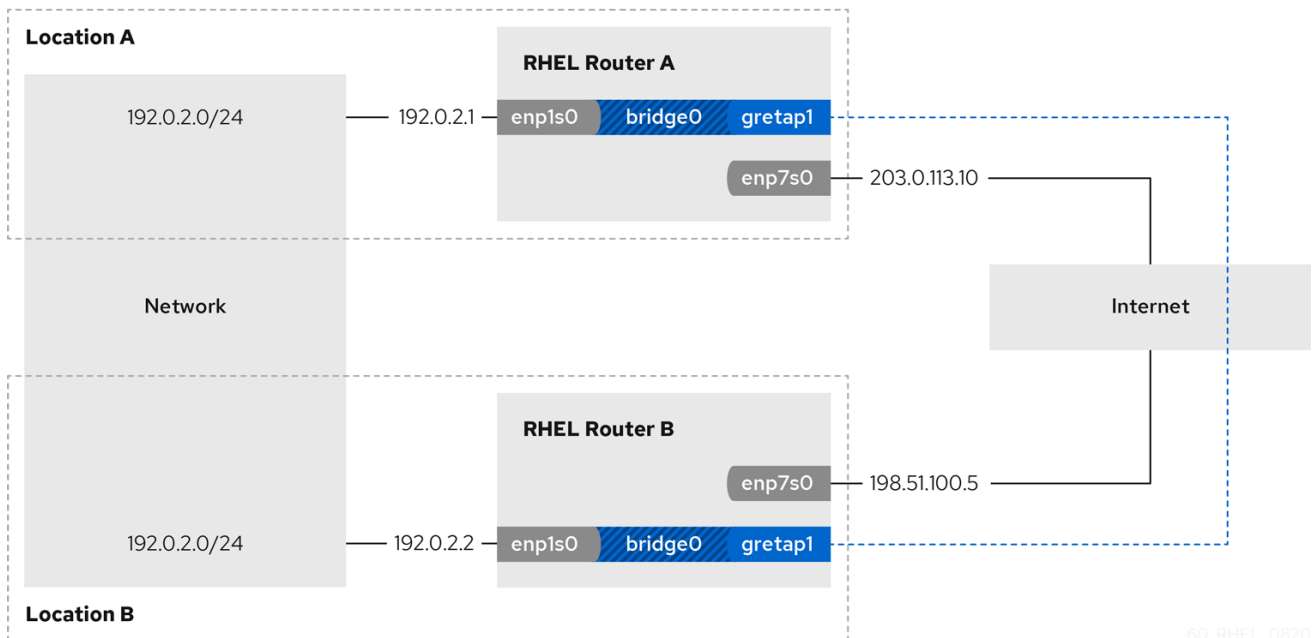 Location A
RHEL Router A
192.0.2.0/24
192.0.2.1
enp1s0
bridge0
gretap1
enp7s0
203.0.113.10
Network
Internet
RHEL Router B
enp7s0
198.51.100.5
192.0.2.0/24
192.0.2.2
enp1s0
bridge0
gretap1
Location B
60_RHEL_0820